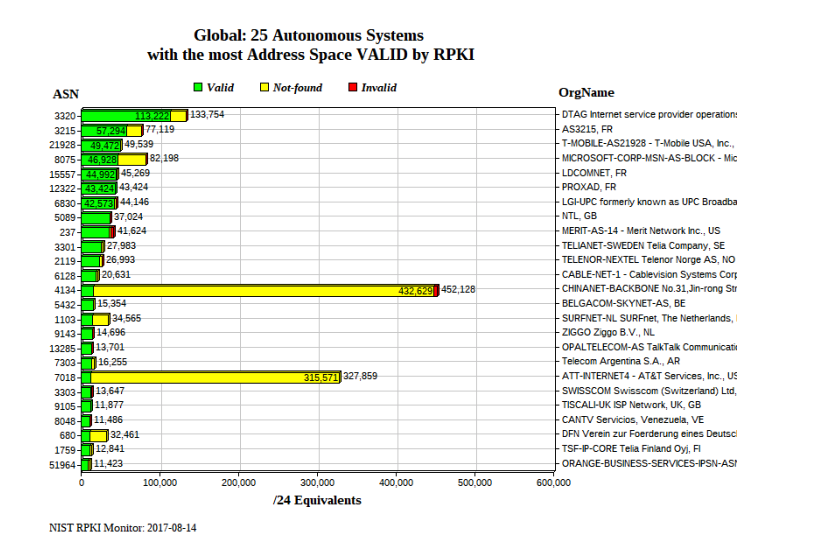 Global: 25 Autonomous Systems
with the most Address Space VALID by RPKI
Valid Not-found Invalid
ASN OrgName
3320 113,222 133,754 DTAG Internet service provider operations
3215 57,294 77,119 AS3215, FR
21928 49,472 49,539 T-MOBILE-AS21928 - T-Mobile USA, Inc.,
8075 46,928 82,198 MICROSOFT-CORP-MSN-AS-BLOCK - Mic
15557 44,992 45,269 LDCOMNET, FR
12322 43,424 43,424 PROXAD, FR
6830 42,573 44,146 LGI-UPC formerly known as UPC Broadba
5089 37,024 NTL, GB
237 41,624 MERIT-AS-14 - Merit Network Inc., US
3301 27,983 TELIANET-SWEDEN Telia Company, SE
2119 26,993 TELENOR-NEXTEL Telenor Norge AS, NO
6128 20,631 CABLE-NET-1 - Cablevision Systems Corp
4134 432,629 452,128 CHINANET-BACKBONE No.31,Jin-rong Str
5432 15,354 BELGACOM-SKYNET-AS, BE
1103 34,565 SURFNET-NL SURFnet, The Netherlands,
9143 14,696 ZIGGO Ziggo B.V., NL
13285 13,701 OPALTELECOM-AS TalkTalk Communicati
7303 16,255 Telecom Argentina S.A., AR
7018 315,571 327,859 ATT-INTERNET4 - AT&T Services, Inc., US
3303 13,647 SWISSCOM Swisscom (Switzerland) Ltd,
9105 11,877 TISCALI-UK ISP Network, UK, GB
8048 11,486 CANTV Servicios, Venezuela, VE
680 32,461 DFN Verein zur Foerderung eines Deutsc
1759 12,841 TSF-IP-CORE Telia Finland Oyj, FI
51964 11,423 ORANGE-BUSINESS-SERVICES-IPSN-ASN
0 100,000 200,000 300,000 400,000 500,000 600,000
/24 Equivalents
NIST RPKI Monitor: 2017-08-14